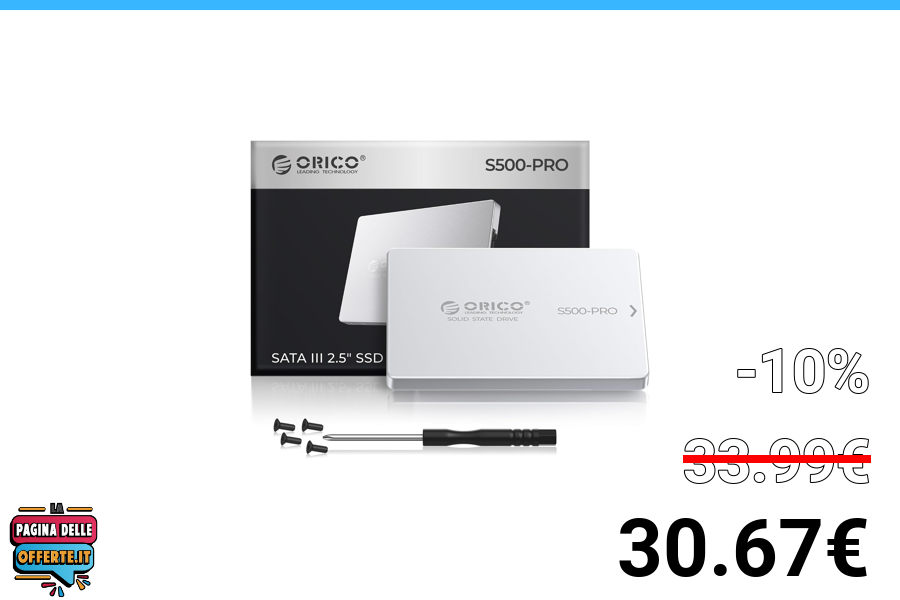 ORICO®
LEADING TECHNOLOGY
S500-PRO
SATA III 2.5" SSD
ORICO®
LEADING TECHNOLOGY
SOLID STATE DRIVE
S500-PRO
-10%
33.99€
30.67€
LA
PAGINA DELLE
OFFERTE.IT